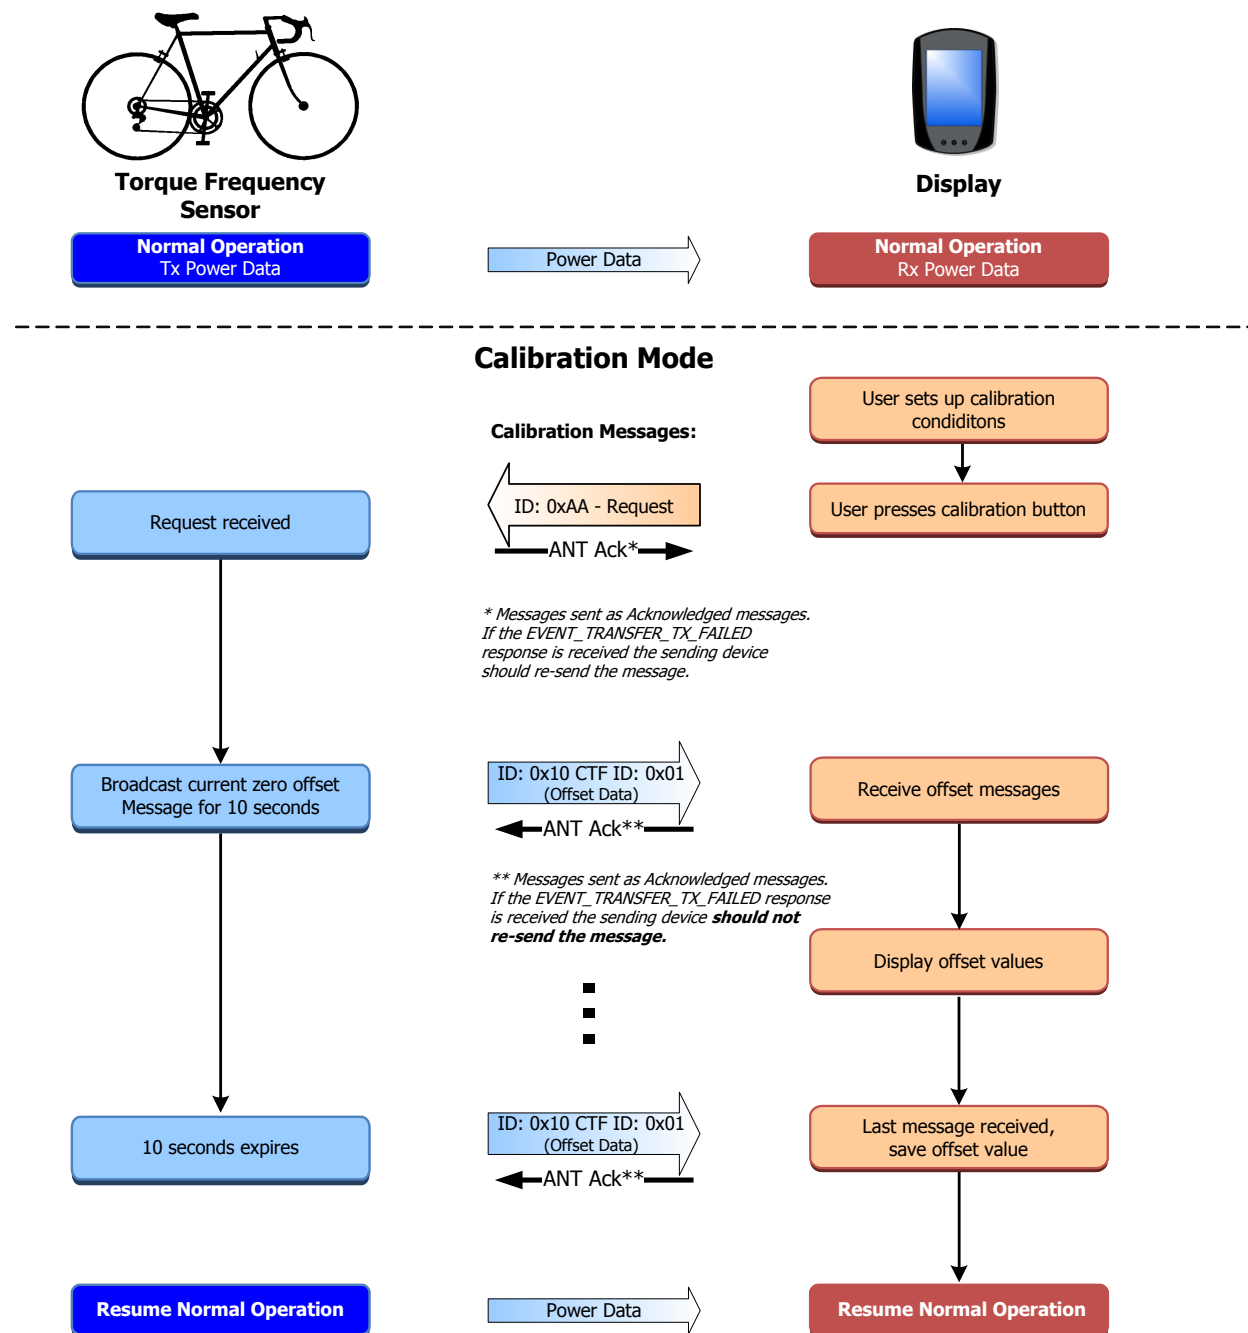 Torque Frequency
Sensor
Display
Normal Operation
Tx Power Data
Power Data
Normal Operation
Rx Power Data
Calibration Mode
User sets up calibration
condiditons
Calibration Messages:
Request received
ID: 0xAA - Request
User presses calibration button
ANT Ack*
* Messages sent as Acknowledged messages.
If the EVENT_TRANSFER_TX_FAILED
response is received the sending device
should re-send the message.
Broadcast current zero offset
Message for 10 seconds
ID: 0x10 CTF ID: 0x01
(Offset Data)
ANT Ack**
Receive offset messages
** Messages sent as Acknowledged messages.
If the EVENT_TRANSFER_TX_FAILED response
is received the sending device should not
re-send the message.
Display offset values
10 seconds expires
ID: 0x10 CTF ID: 0x01
(Offset Data)
ANT Ack**
Last message received,
save offset value
Resume Normal Operation
Power Data
Resume Normal Operation